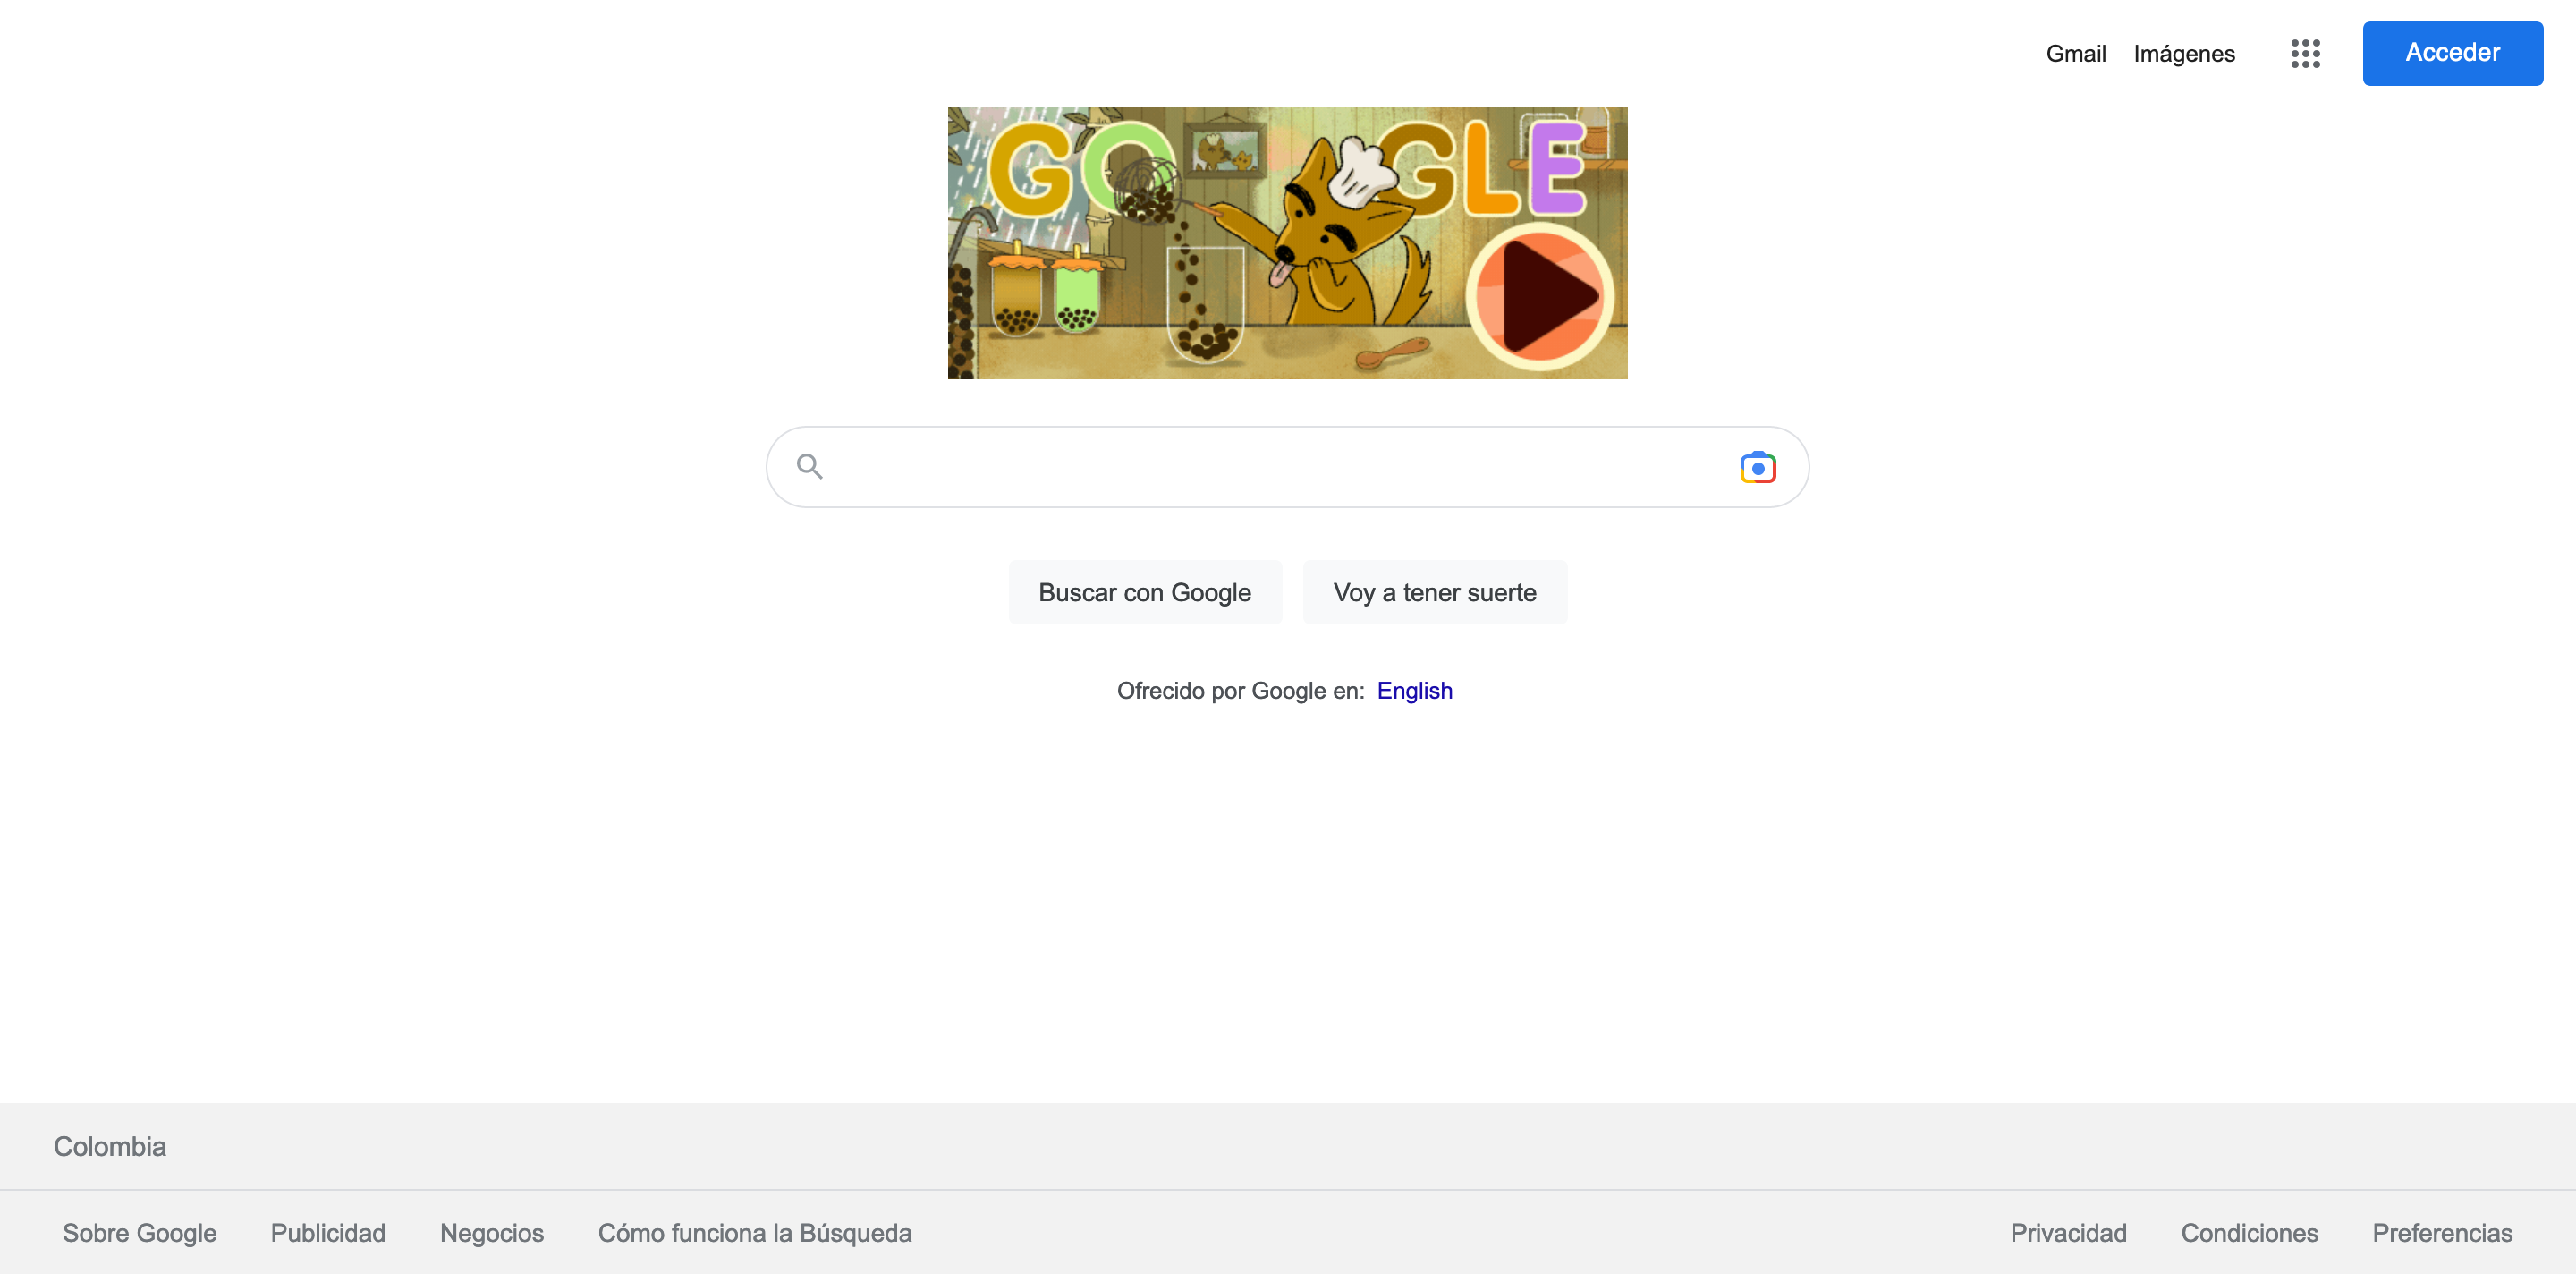 Gmail Imágenes Acceder
GOOGLE
Buscar con Google Voy a tener suerte
Ofrecido por Google en: English
Colombia
Sobre Google Publicidad Negocios Cómo funciona la Búsqueda Privacidad Condiciones Preferencias